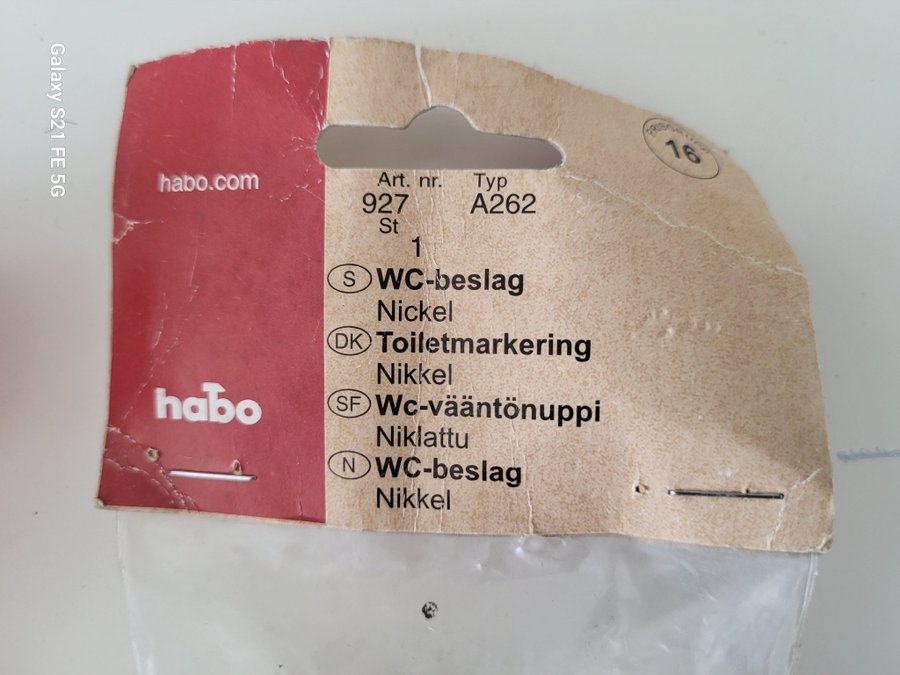 Galaxy S21 FE 5G
habo.com
habo
16
Art. nr. Typ
927 A262
St
1
S WC-beslag
Nickel
DK Toiletmarkering
Nikkel
SF Wc-vääntönuppi
Niklattu
N WC-beslag
Nikkel